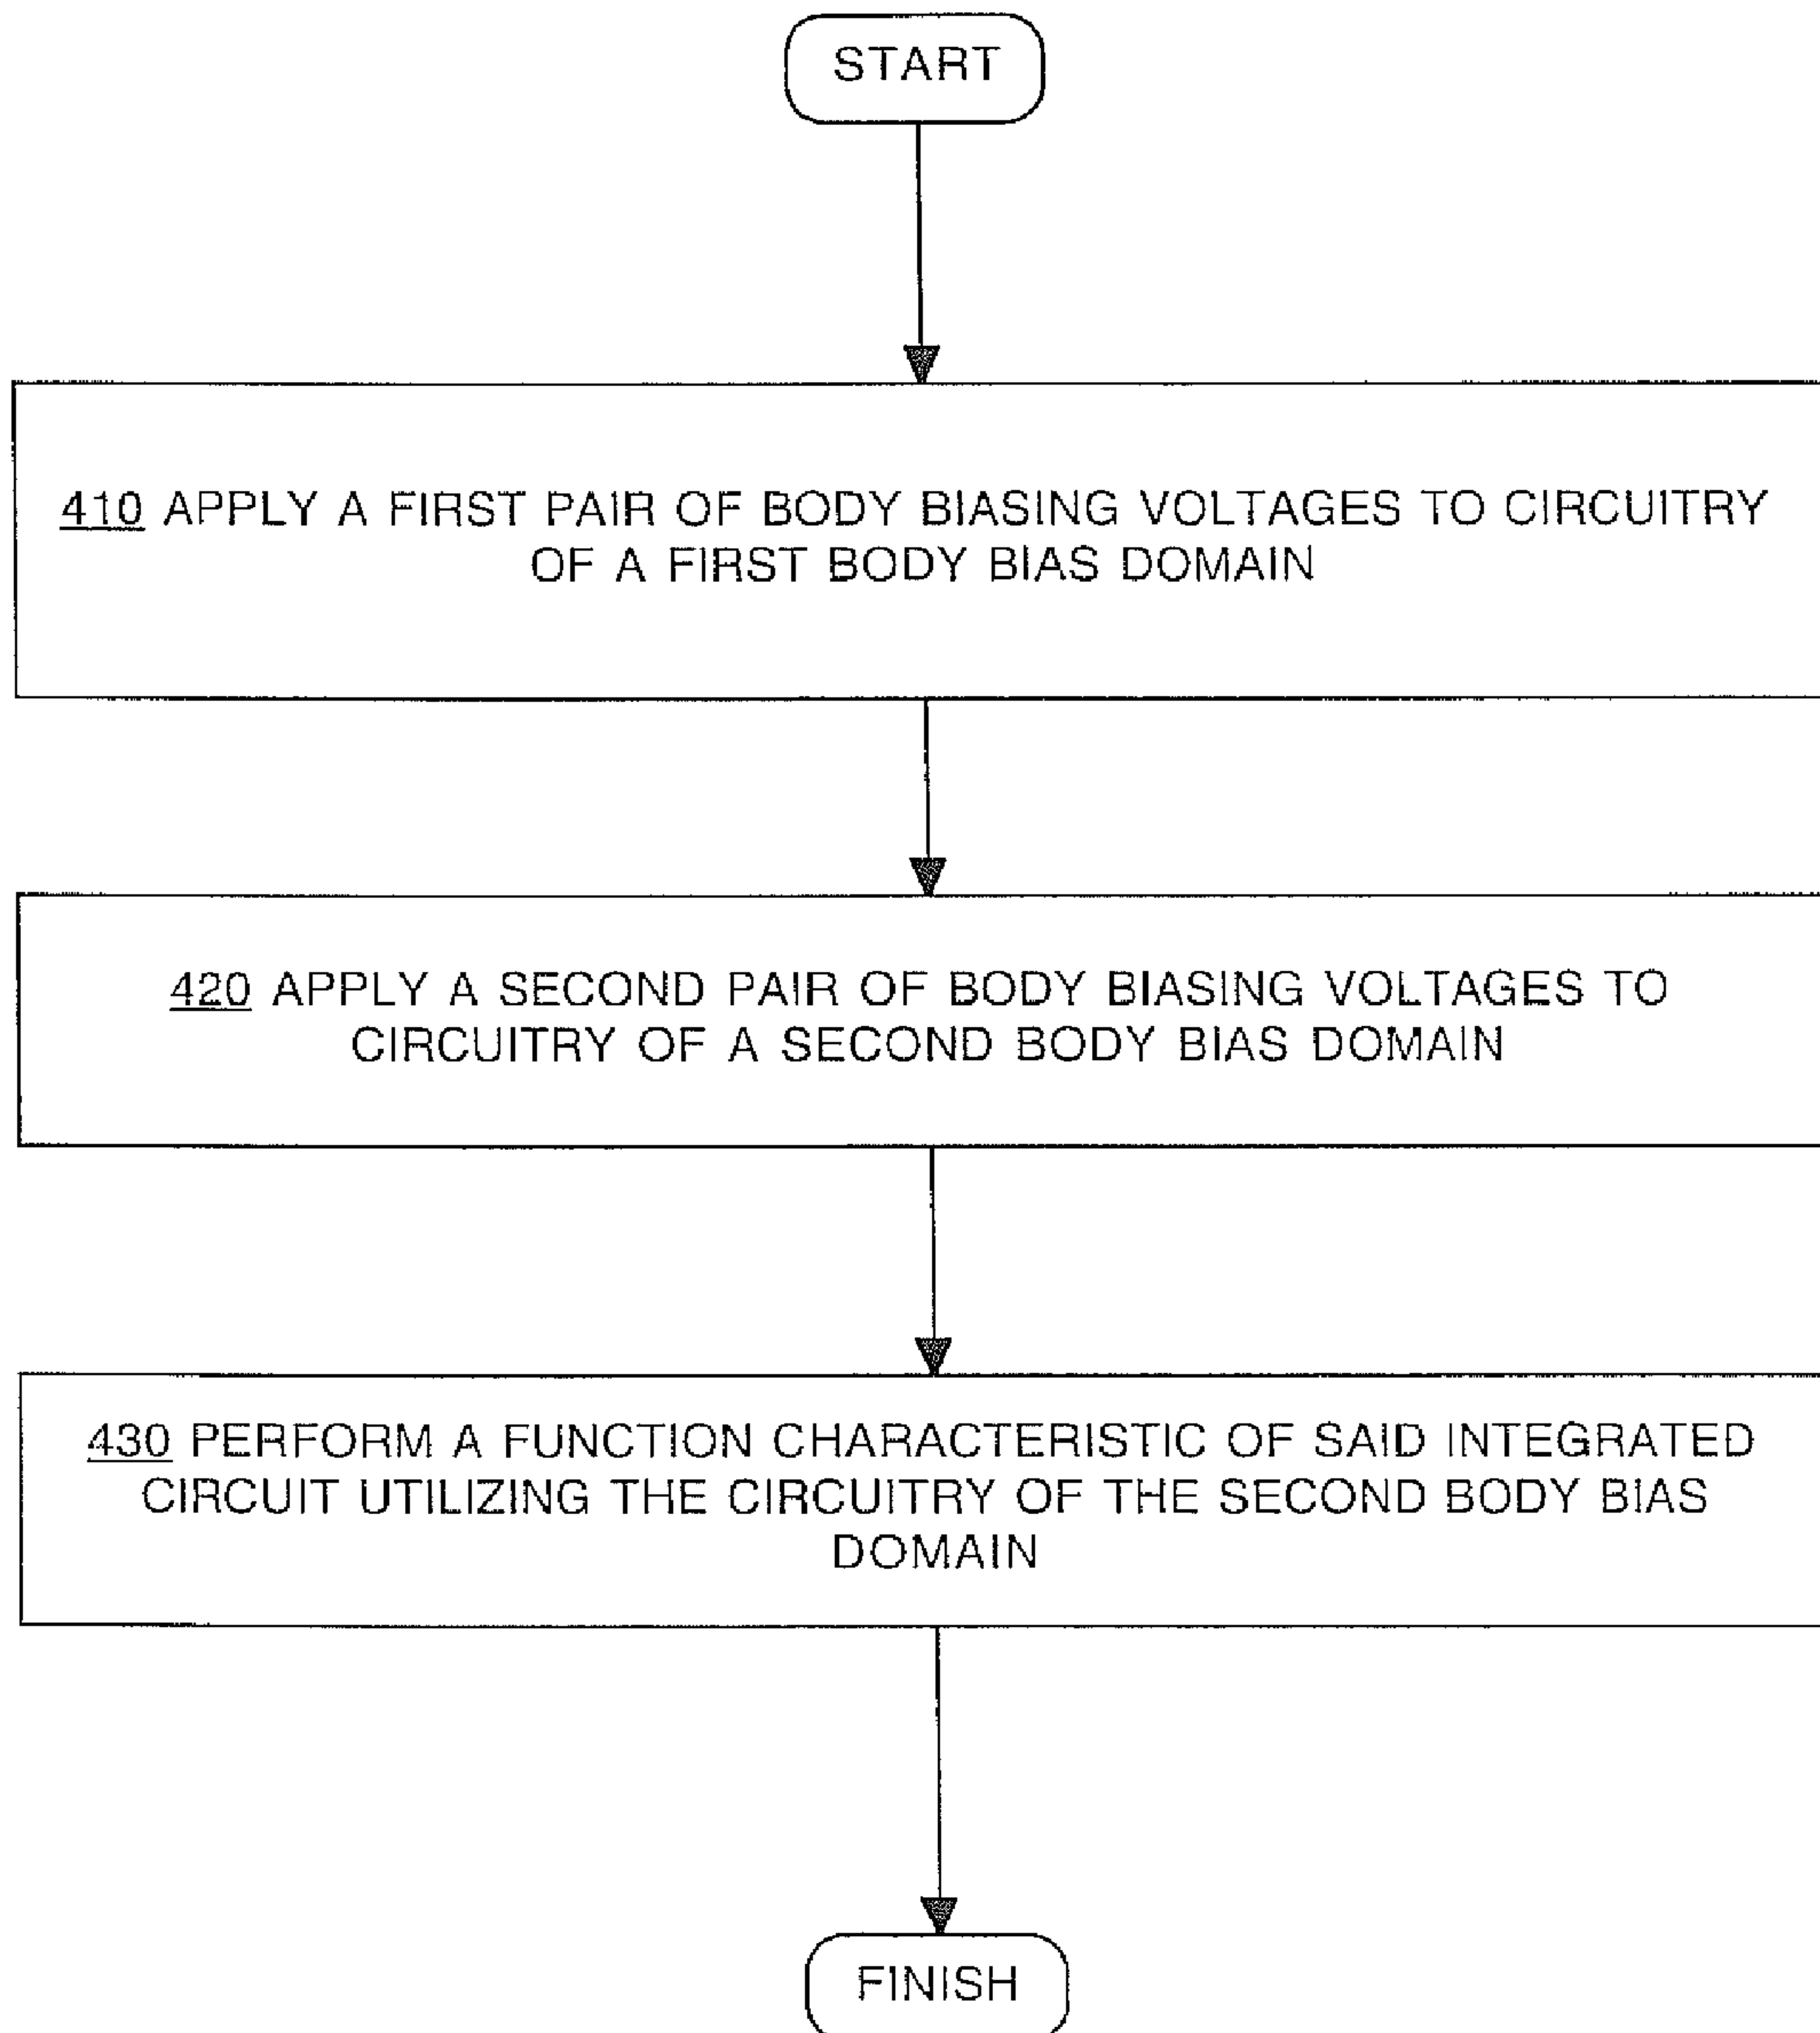 START
410 APPLY A FIRST PAIR OF BODY BIASING VOLTAGES TO CIRCUITRY
OF A FIRST BODY BIAS DOMAIN
420 APPLY A SECOND PAIR OF BODY BIASING VOLTAGES TO
CIRCUITRY OF A SECOND BODY BIAS DOMAIN
430 PERFORM A FUNCTION CHARACTERISTIC OF SAID INTEGRATED
CIRCUIT UTILIZING THE CIRCUITRY OF THE SECOND BODY BIAS
DOMAIN
FINISH